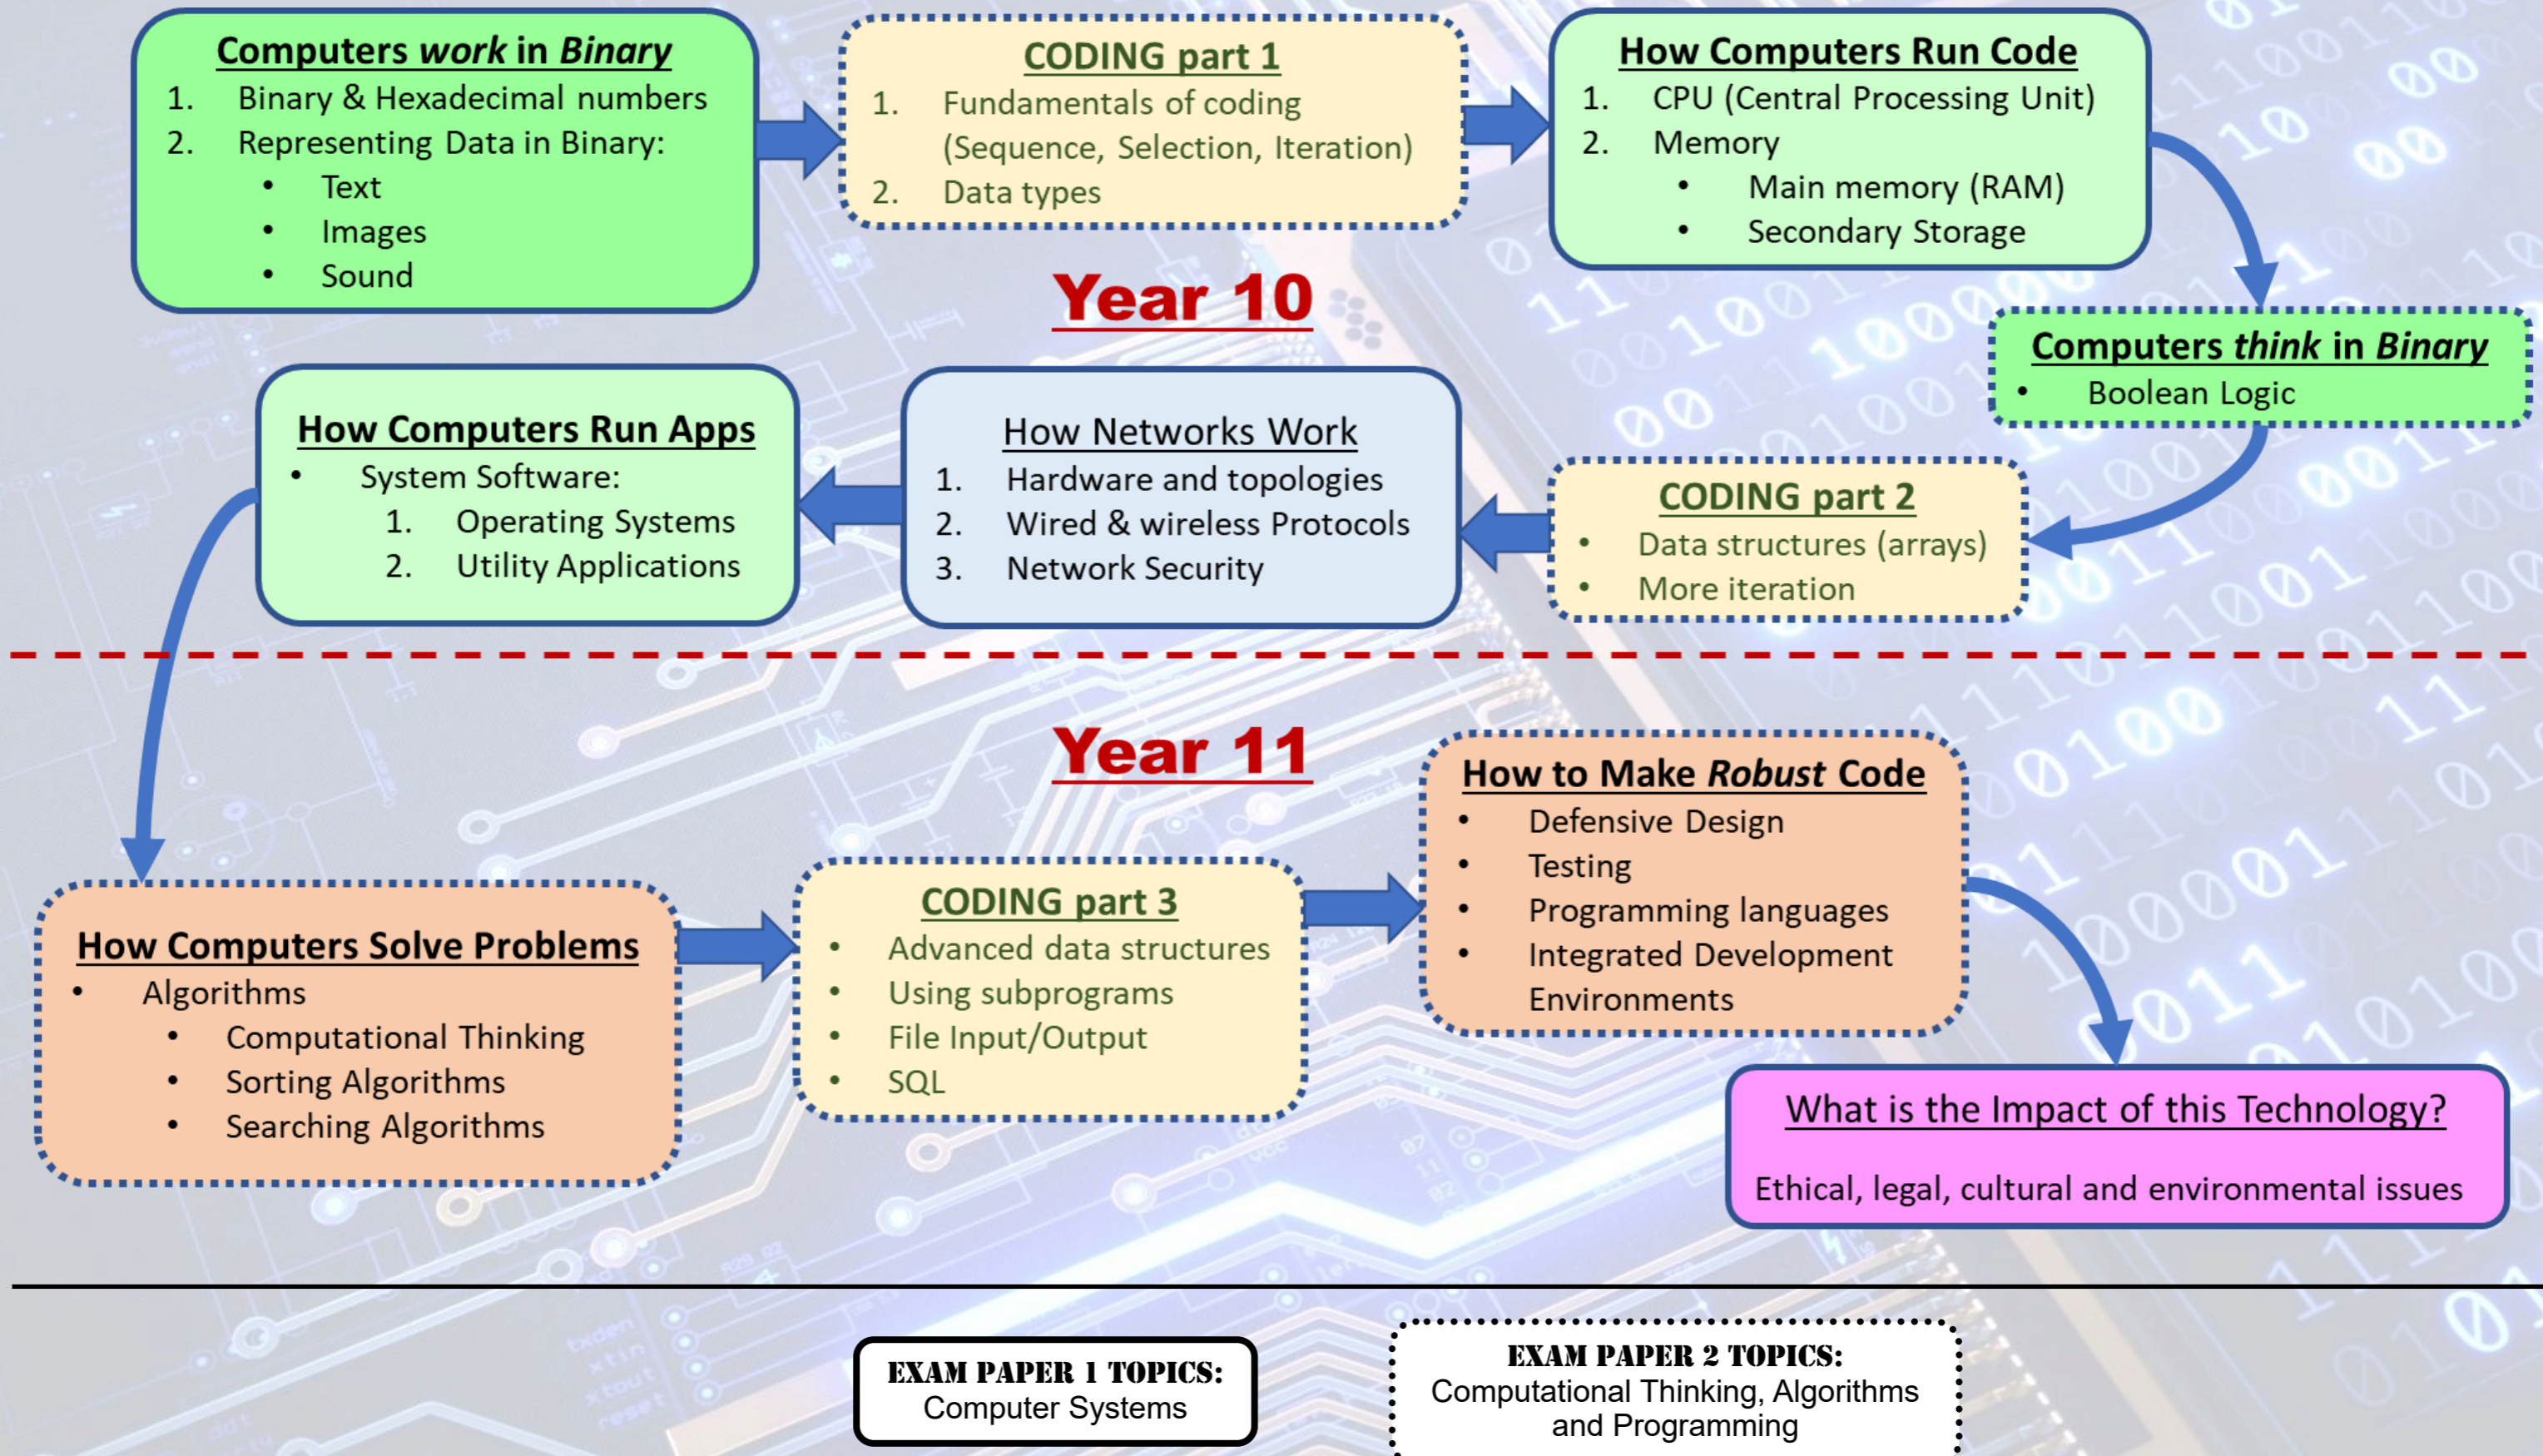 Computers work in Binary
1. Binary & Hexadecimal numbers
2. Representing Data in Binary:
• Text
• Images
• Sound
CODING part 1
1. Fundamentals of coding
(Sequence, Selection, Iteration)
2. Data types
How Computers Run Code
1. CPU (Central Processing Unit)
2. Memory
• Main memory (RAM)
• Secondary Storage
Year 10
Computers think in Binary
• Boolean Logic
CODING part 2
• Data structures (arrays)
• More iteration
How Networks Work
1. Hardware and topologies
2. Wired & wireless Protocols
3. Network Security
How Computers Run Apps
• System Software:
1. Operating Systems
2. Utility Applications
Year 11
How Computers Solve Problems
• Algorithms
• Computational Thinking
• Sorting Algorithms
• Searching Algorithms
CODING part 3
• Advanced data structures
• Using subprograms
• File Input/Output
• SQL
How to Make Robust Code
• Defensive Design
• Testing
• Programming languages
• Integrated Development
Environments
What is the Impact of this Technology?
Ethical, legal, cultural and environmental issues
EXAM PAPER 1 TOPICS:
Computer Systems
EXAM PAPER 2 TOPICS:
Computational Thinking, Algorithms
and Programming
txden
xtin
xtout
reset